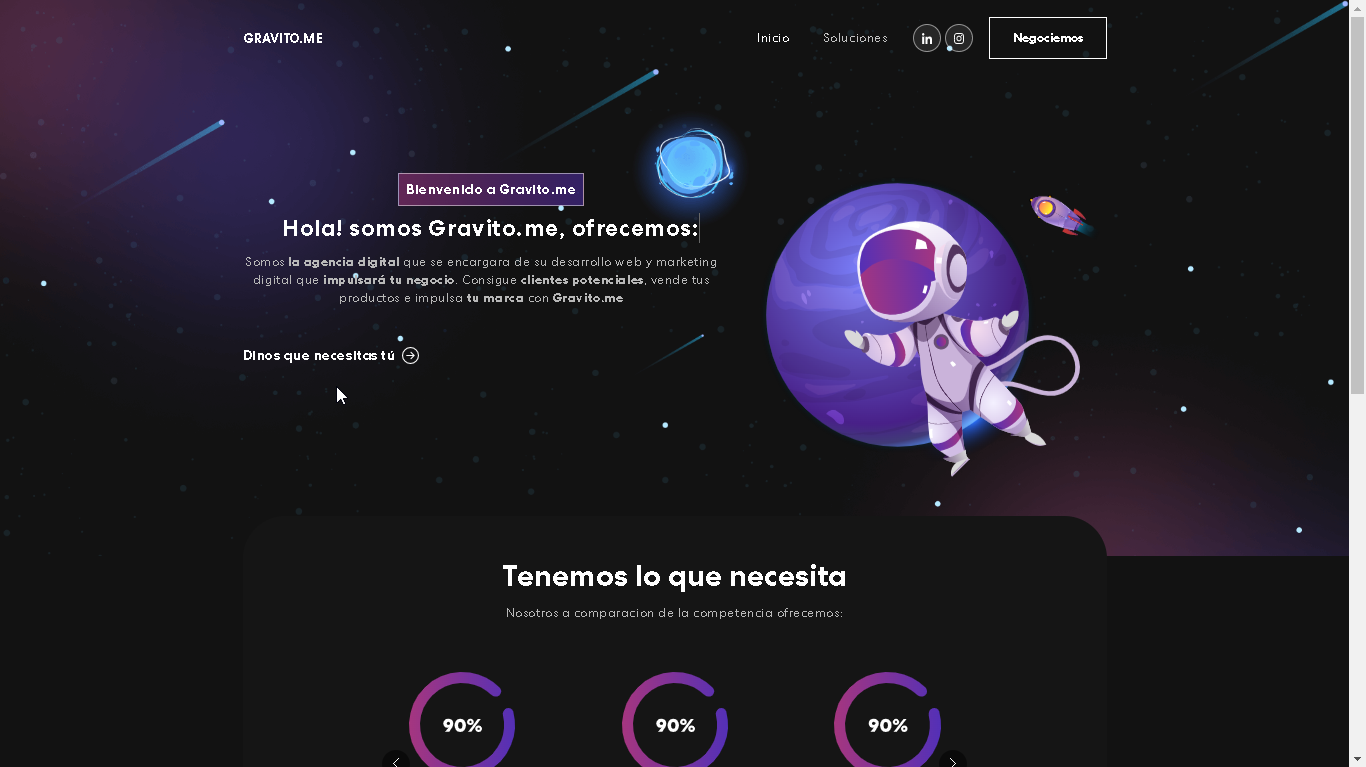 GRAVITO.ME
Inicio
Soluciones
in
Negociemos
Bienvenido a Gravito.me
Hola! somos Gravito.me, ofrecemos:
Somos la agencia digital que se encargara de su desarrollo web y marketing
digital que impulsará tu negocio. Consigue clientes potenciales, vende tus
productos e impulsa tu marca con Gravito.me
Dinos que necesitas tú
Tenemos lo que necesita
Nosotros a comparacion de la competencia ofrecemos:
90%
90%
90%